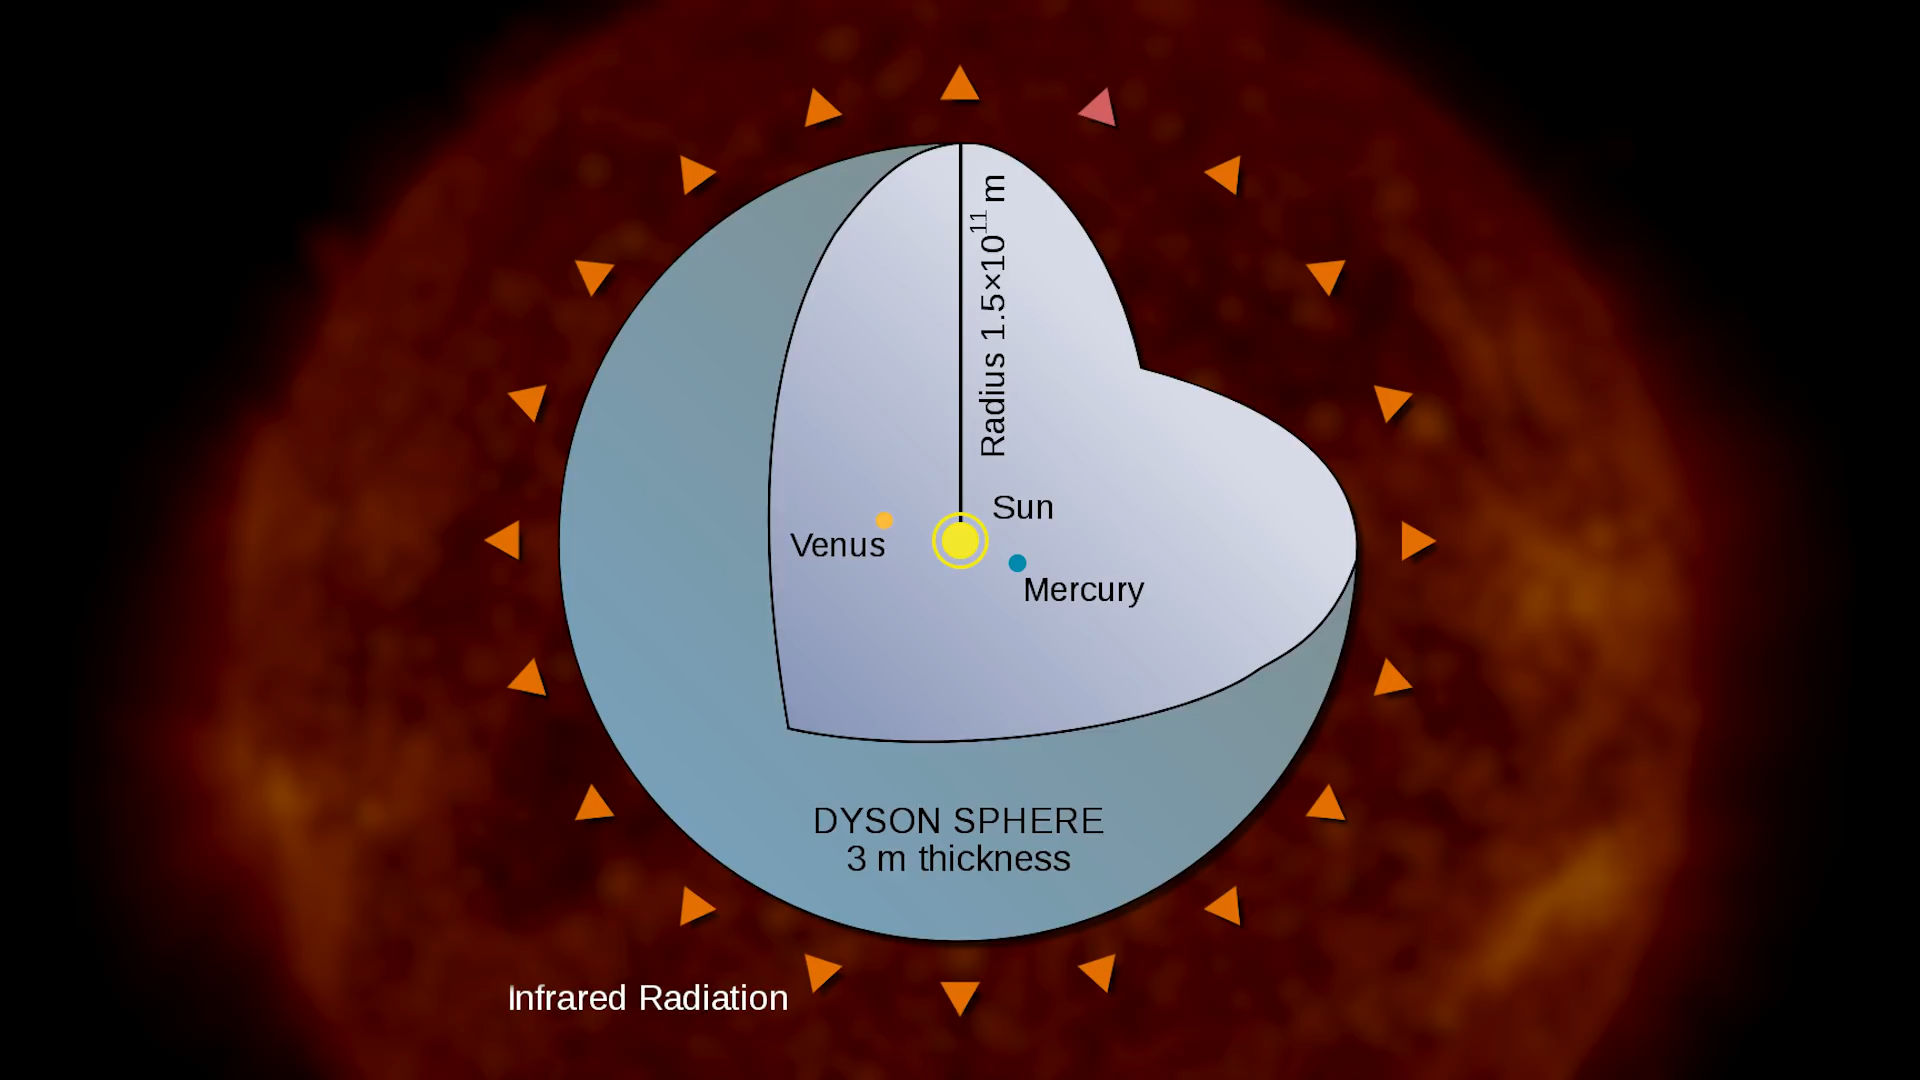 Radius 1.5×10¹¹ m
Sun
Venus
Mercury
DYSON SPHERE
3 m thickness
Infrared Radiation